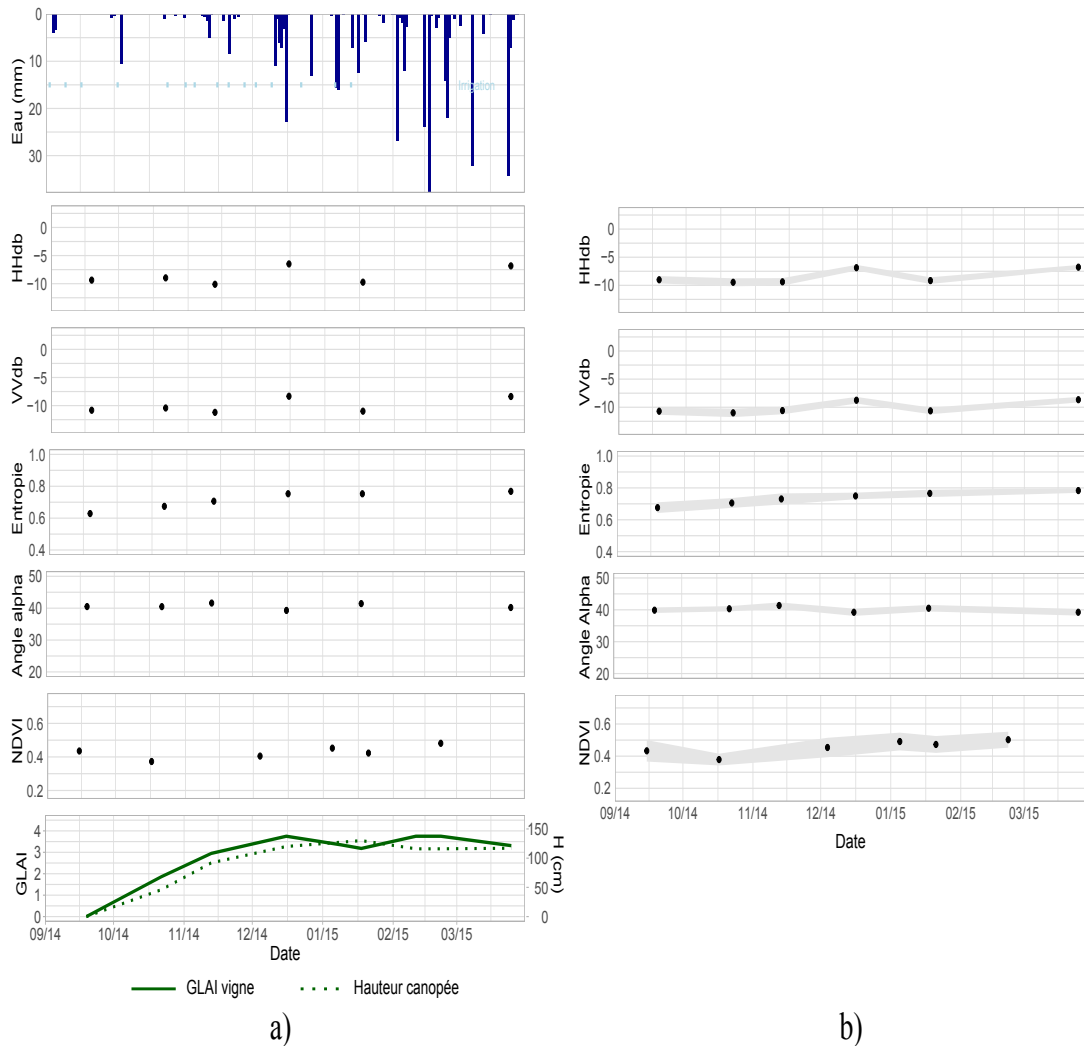 Eau (mm)
0
10
20
30
Irrigation
HHdb
0
−5
−10
VVdb
0
−5
−10
Entropie
1.0
0.8
0.6
0.4
Angle alpha
50
40
30
20
NDVI
0.6
0.4
0.2
GLAI
4
3
2
1
0
H (cm)
150
100
50
0
09/14 10/14 11/14 12/14 01/15 02/15 03/15
Date
GLAI vigne Hauteur canopée
a)
HHdb
0
−5
−10
VVdb
0
−5
−10
Entropie
1.0
0.8
0.6
0.4
Angle Alpha
50
40
30
20
NDVI
0.6
0.4
0.2
09/14 10/14 11/14 12/14 01/15 02/15 03/15
Date
b)